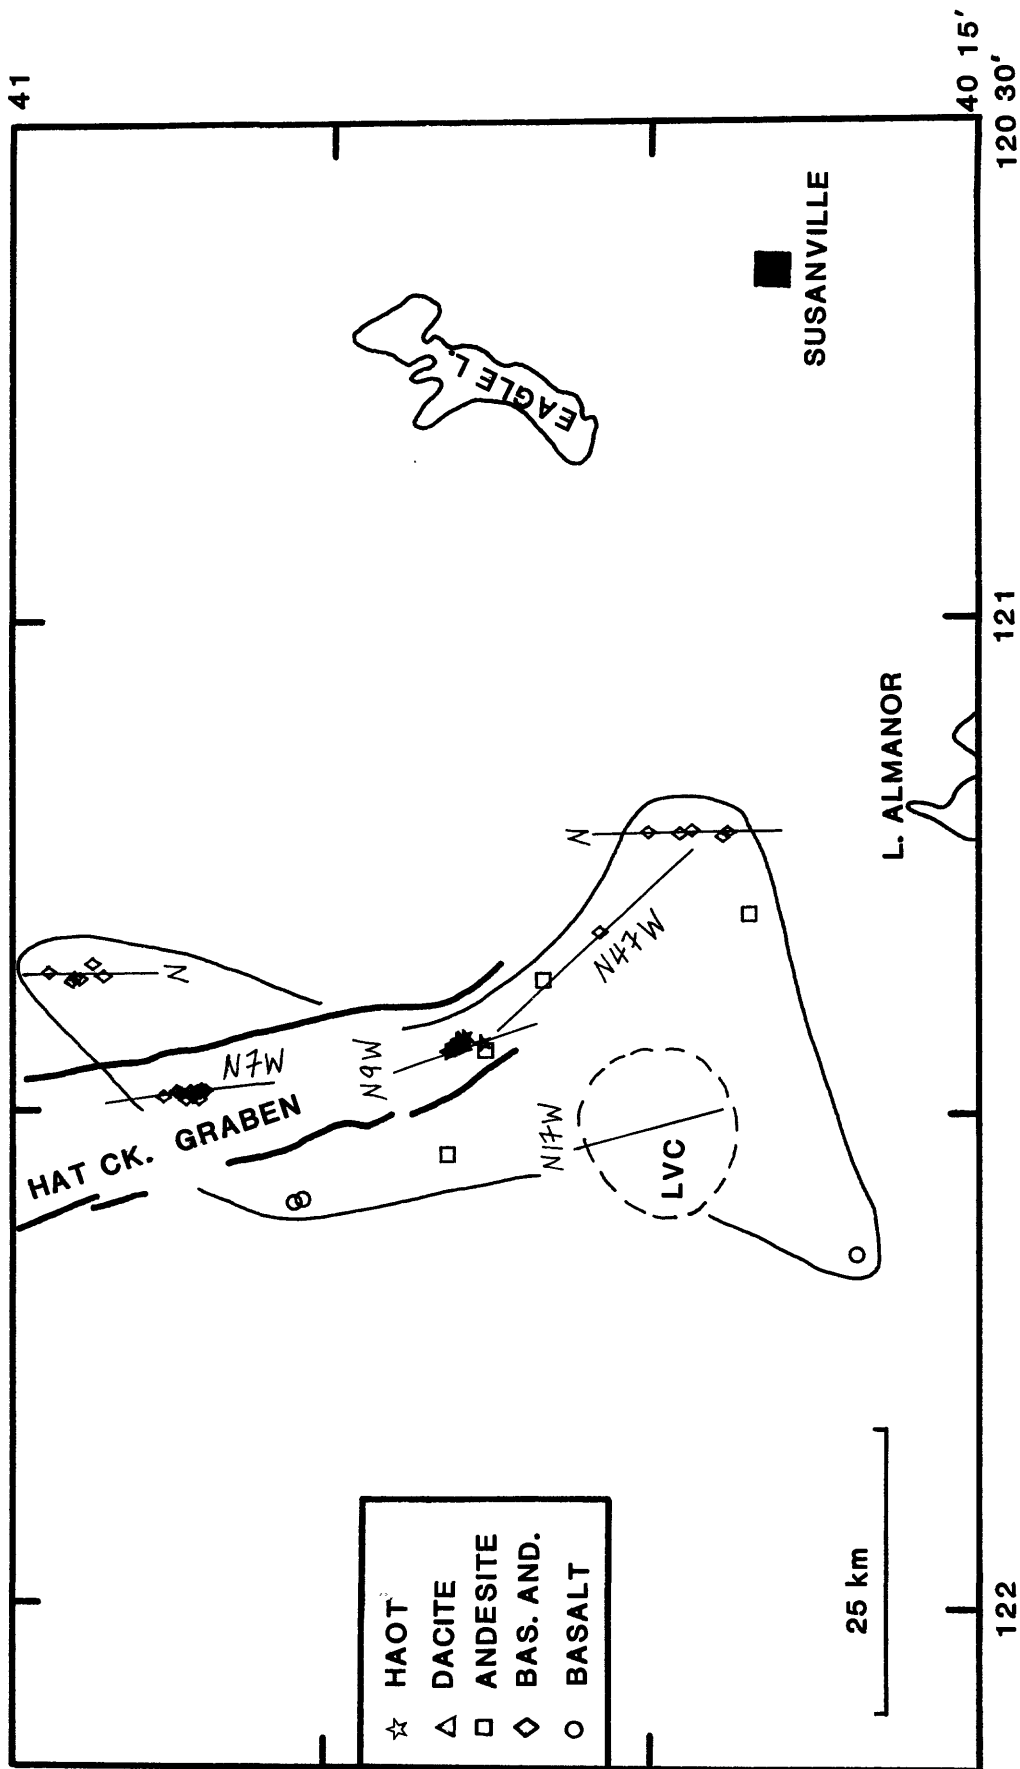 41
40 15'
120 30'
121
122
HAT CK. GRABEN
N
N7W
N9W
N17W
N47W
N
LVC
EAGLE L.
SUSANVILLE
L. ALMANOR
HAOT
DACITE
ANDESITE
BAS. AND.
BASALT
25 km